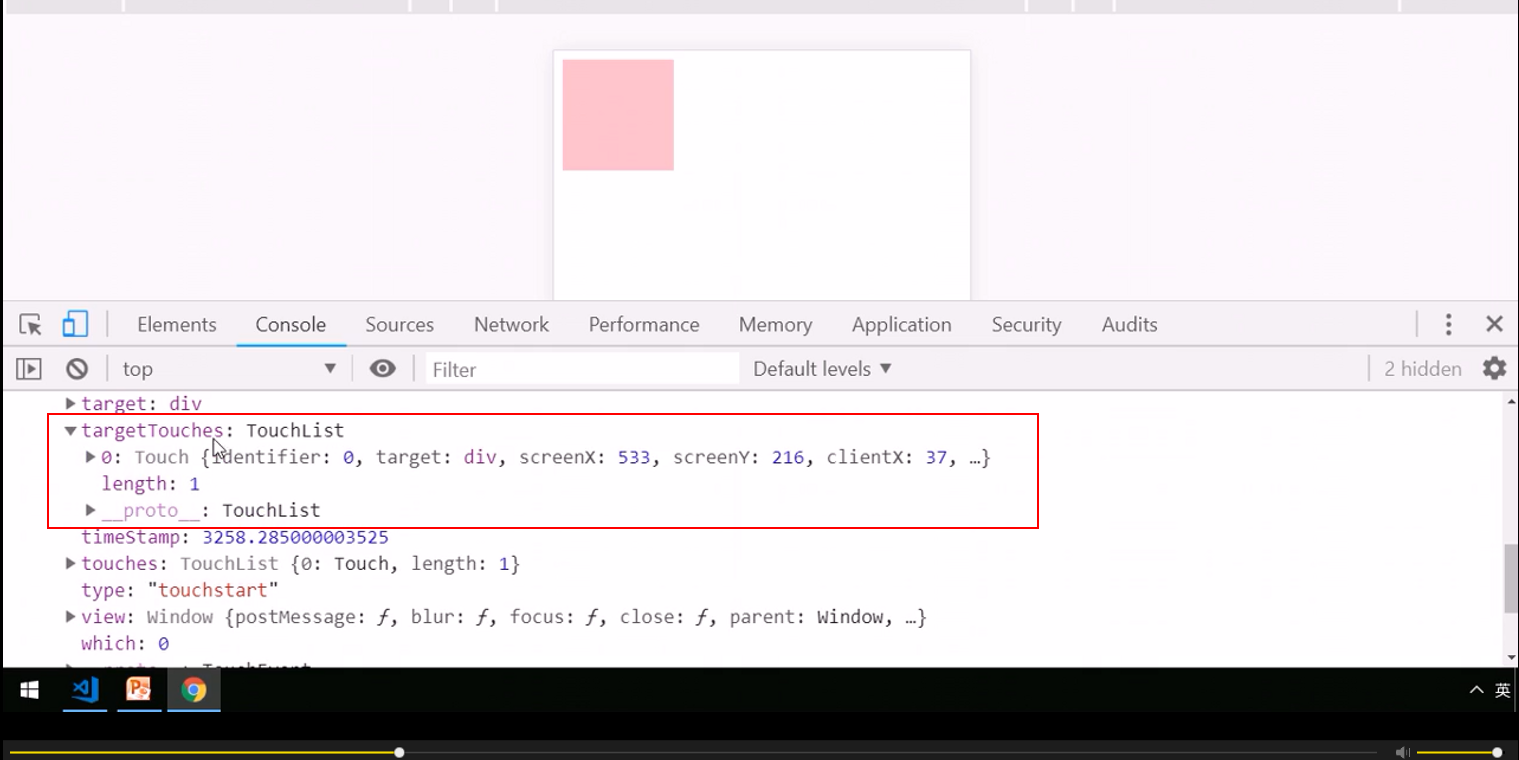 Elements Console Sources Network Performance Memory Application Security Audits
top Filter Default levels 2 hidden
target: div
targetTouches: TouchList
0: Touch {identifier: 0, target: div, screenX: 533, screenY: 216, clientX: 37, …}
length: 1
__proto__: TouchList
timeStamp: 3258.285000003525
touches: TouchList {0: Touch, length: 1}
type: "touchstart"
view: Window {postMessage: ƒ, blur: ƒ, focus: ƒ, close: ƒ, parent: Window, …}
which: 0
__proto__: TouchEvent
英